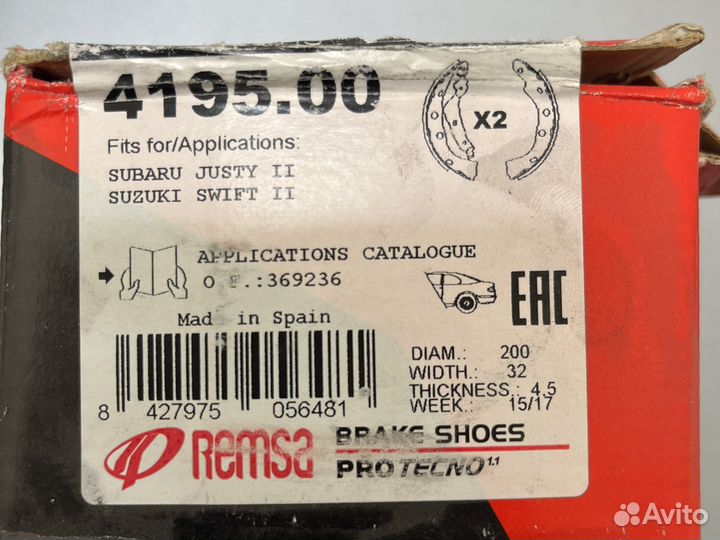 4195.00
X2
Fits for/Applications:
SUBARU JUSTY II
SUZUKI SWIFT II
APPLICATIONS CATALOGUE
O .:369236
EAC
Mad in Spain
DIAM.: 200
WIDTH.: 32
THICKNESS.: 4.5
WEEK.: 15/17
8 427975 056481
Remsa
BRAKE SHOES
PROTECNO 1.1
Avito